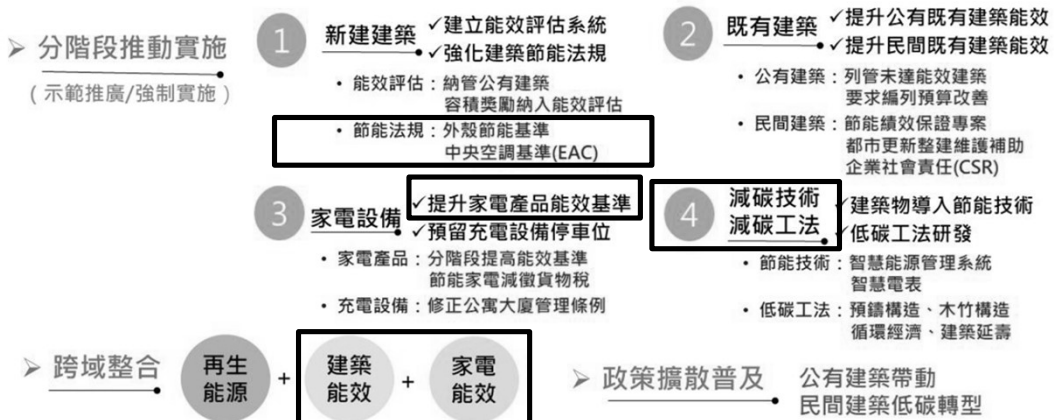 ➢ 分階段推動實施
(示範推廣/強制實施)
1
新建建築
✓建立能效評估系統
✓強化建築節能法規
• 能效評估：納管公有建築
容積獎勵納入能效評估
• 節能法規：外殼節能基準
中央空調基準(EAC)
2
既有建築
✓提升公有既有建築能效
✓提升民間既有建築能效
• 公有建築：列管未達能效建築
要求編列預算改善
• 民間建築：節能績效保證專案
都市更新整建維護補助
企業社會責任(CSR)
3
家電設備
✓提升家電產品能效基準
✓預留充電設備停車位
• 家電產品：分階段提高能效基準
節能家電減徵貨物稅
• 充電設備：修正公寓大廈管理條例
4
減碳技術
減碳工法
✓建築物導入節能技術
✓低碳工法研發
• 節能技術：智慧能源管理系統
智慧電表
• 低碳工法：預鑄構造、木竹構造
循環經濟、建築延壽
➢ 跨域整合
再生
能源
+
建築
能效
+
家電
能效
➢ 政策擴散普及
公有建築帶動
民間建築低碳轉型